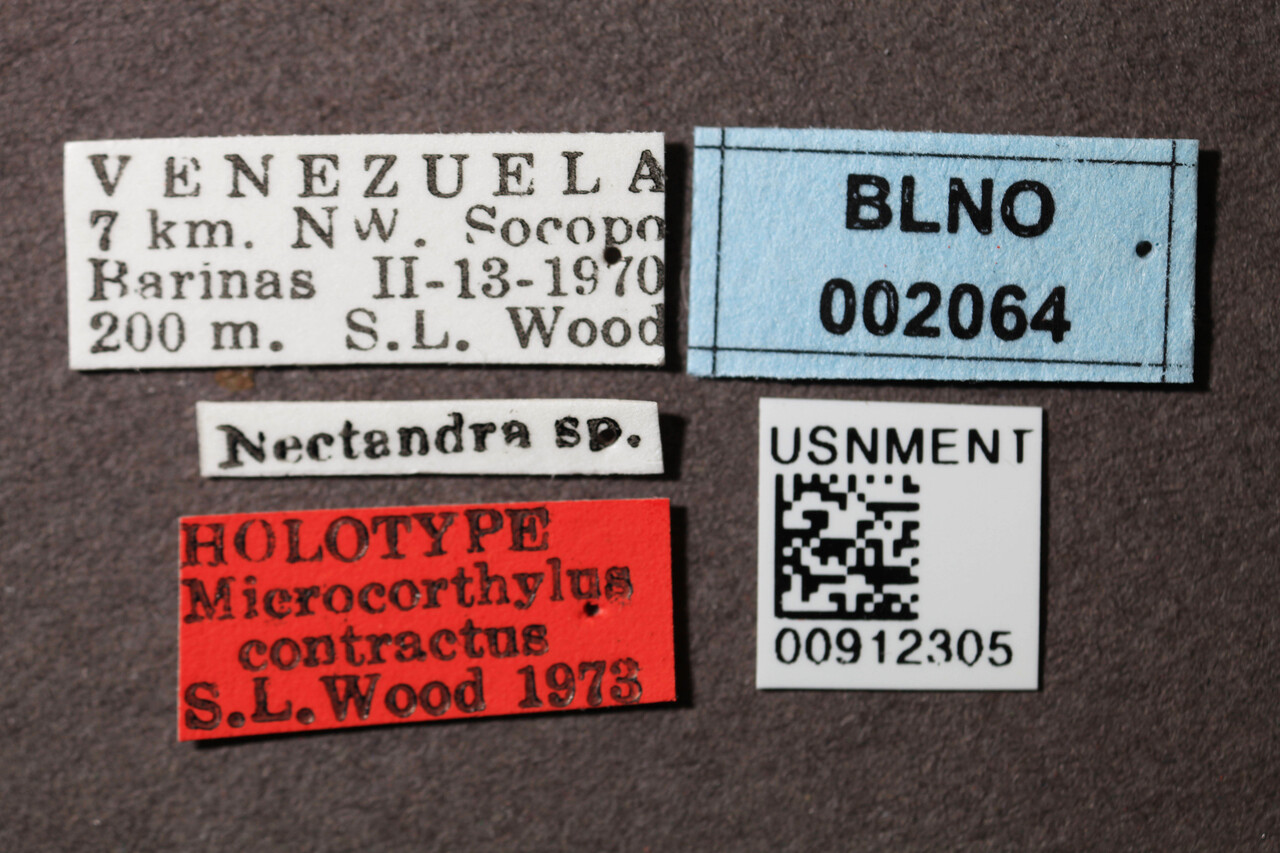 VENEZUELA
7 km. NW. Socopo
Barinas II-13-1970
200 m. S.L. Wood
BLNO
002064
Nectandra sp.
USNMENT
00912305
HOLOTYPE
Microcorthylus
contractus
S.L. Wood 1973